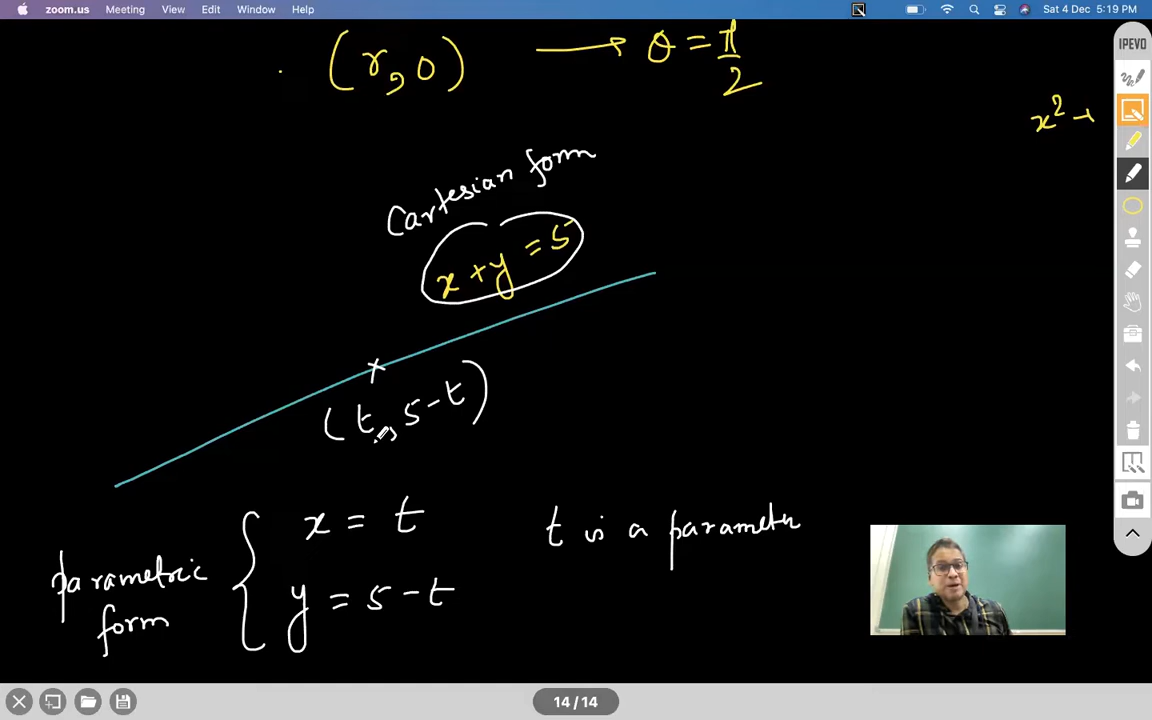 zoom.us Meeting View Edit Window Help Sat 4 Dec 5:19 PM
IPEVO
(r, 0) ⟶ θ = π/2
x² +
Cartesian form
x + y = 5
(t, 5 - t)
parametric form
x = t
y = 5 - t
t is a parameter
14 / 14